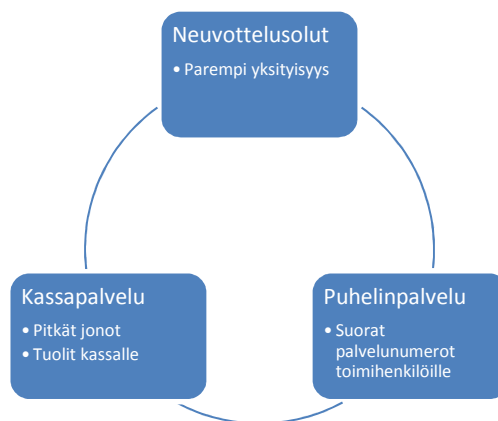 Neuvottelusolut
• Parempi yksityisyys
Kassapalvelu
• Pitkät jonot
• Tuolit kassalle
Puhelinpalvelu
• Suorat
palvelunumerot
toimihenkilöille